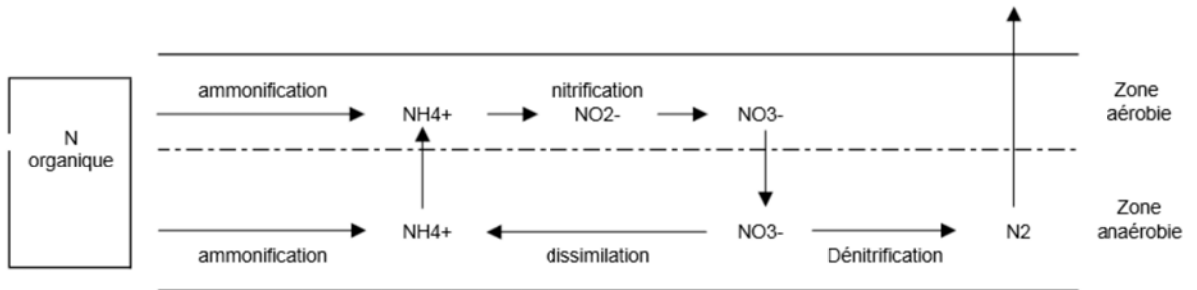 ammonification
nitrification
Zone
aérobie
NH4+
NO2-
NO3-
N
organique
NH4+
NO3-
N2
Zone
anaérobie
ammonification
dissimilation
Dénitrification